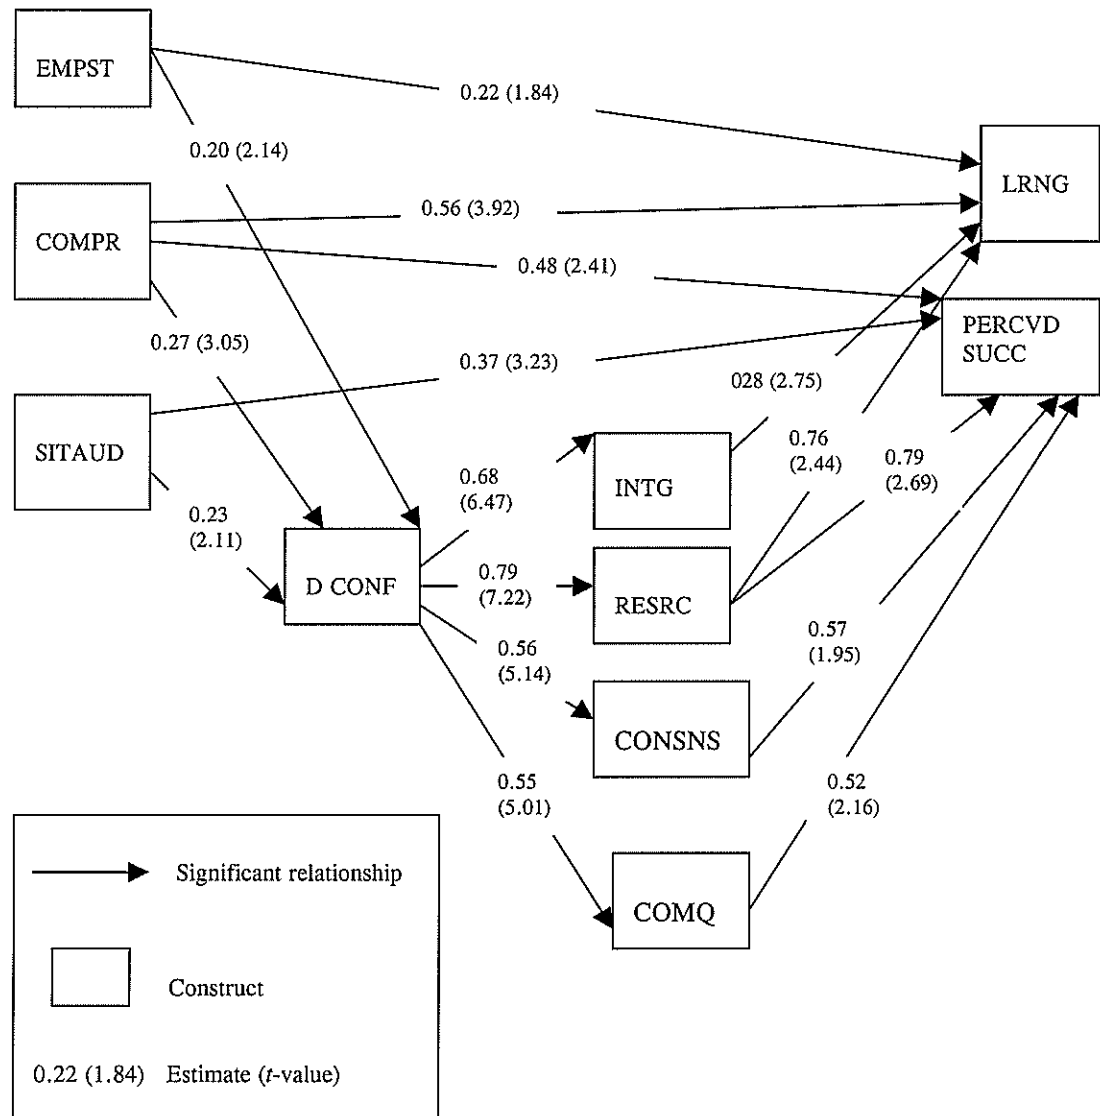 EMPST
0.22 (1.84)
0.20 (2.14)
LRNG
COMPR
0.56 (3.92)
0.48 (2.41)
0.27 (3.05)
PERCVD
SUCC
0.37 (3.23)
028 (2.75)
SITAUD
0.76
(2.44)
0.79
(2.69)
0.68
(6.47)
INTG
0.23
(2.11)
D CONF
0.79
(7.22)
RESRC
0.56
(5.14)
0.57
(1.95)
CONSNS
0.55
(5.01)
0.52
(2.16)
COMQ
Significant relationship
Construct
0.22 (1.84) Estimate (t-value)